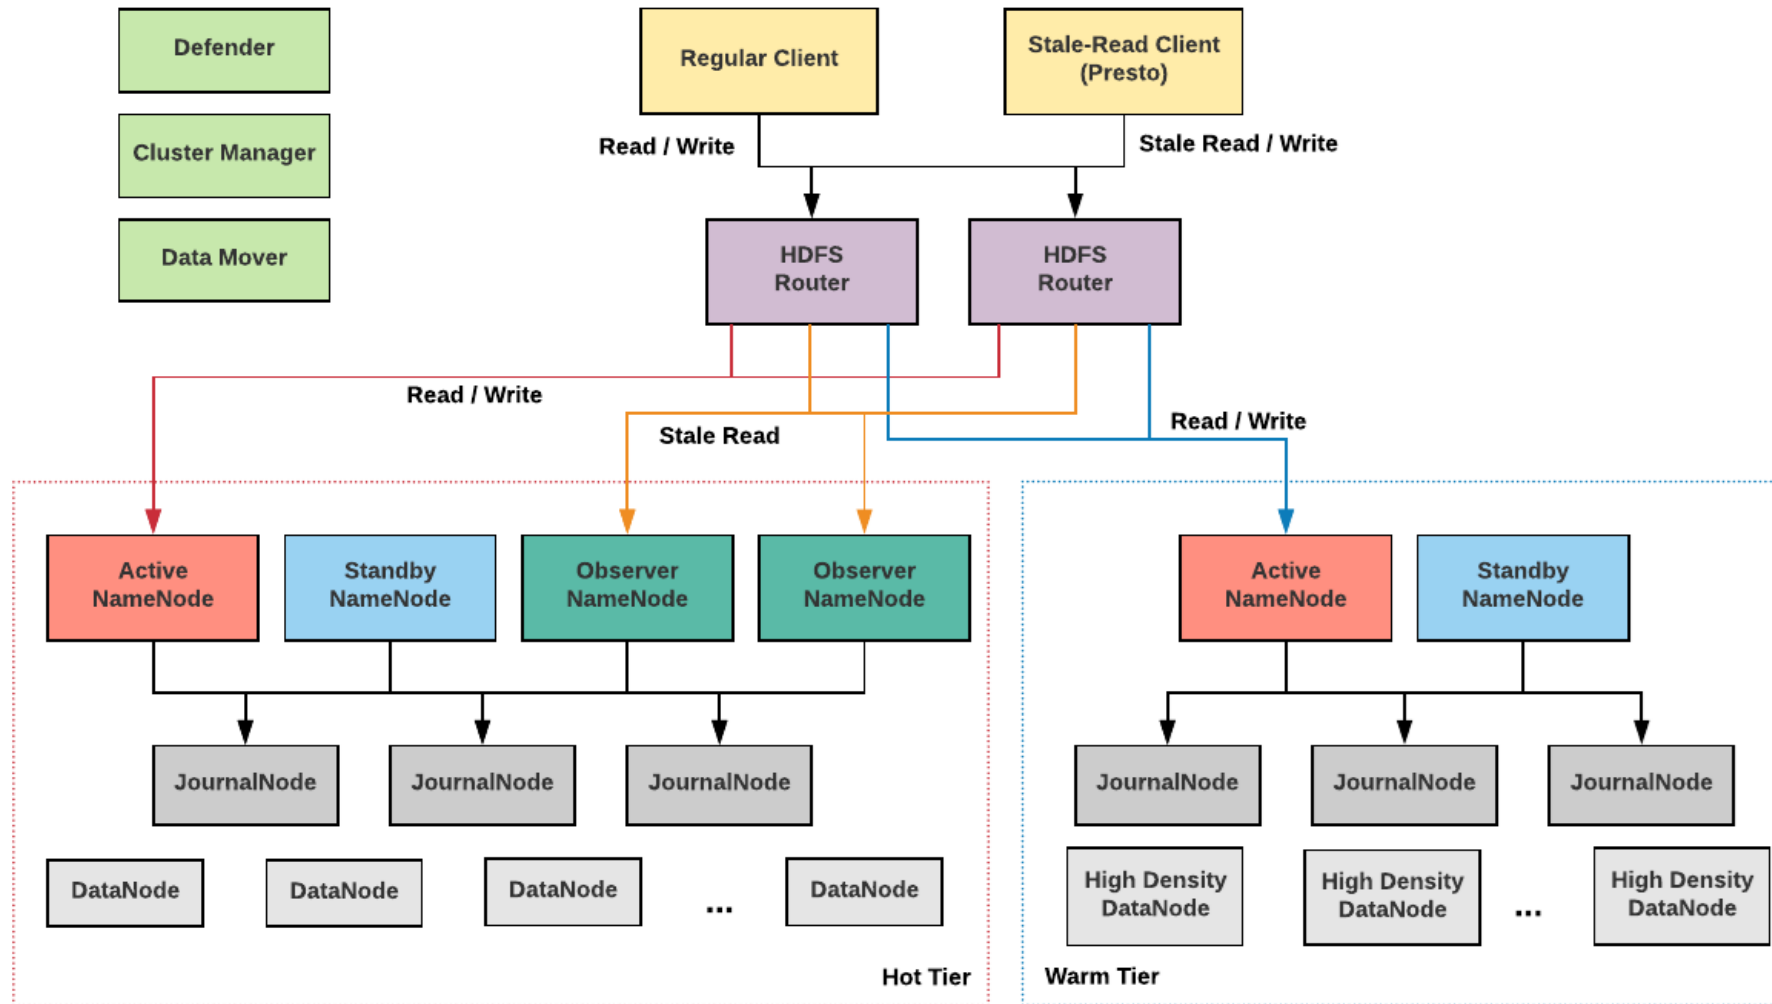 Defender
Cluster Manager
Data Mover
Regular Client
Stale-Read Client
(Presto)
Read / Write
Stale Read / Write
HDFS
Router
HDFS
Router
Read / Write
Stale Read
Read / Write
Active
NameNode
Standby
NameNode
Observer
NameNode
Observer
NameNode
JournalNode
JournalNode
JournalNode
DataNode
DataNode
DataNode
...
DataNode
Hot Tier
Active
NameNode
Standby
NameNode
JournalNode
JournalNode
JournalNode
High Density
DataNode
High Density
DataNode
...
High Density
DataNode
Warm Tier